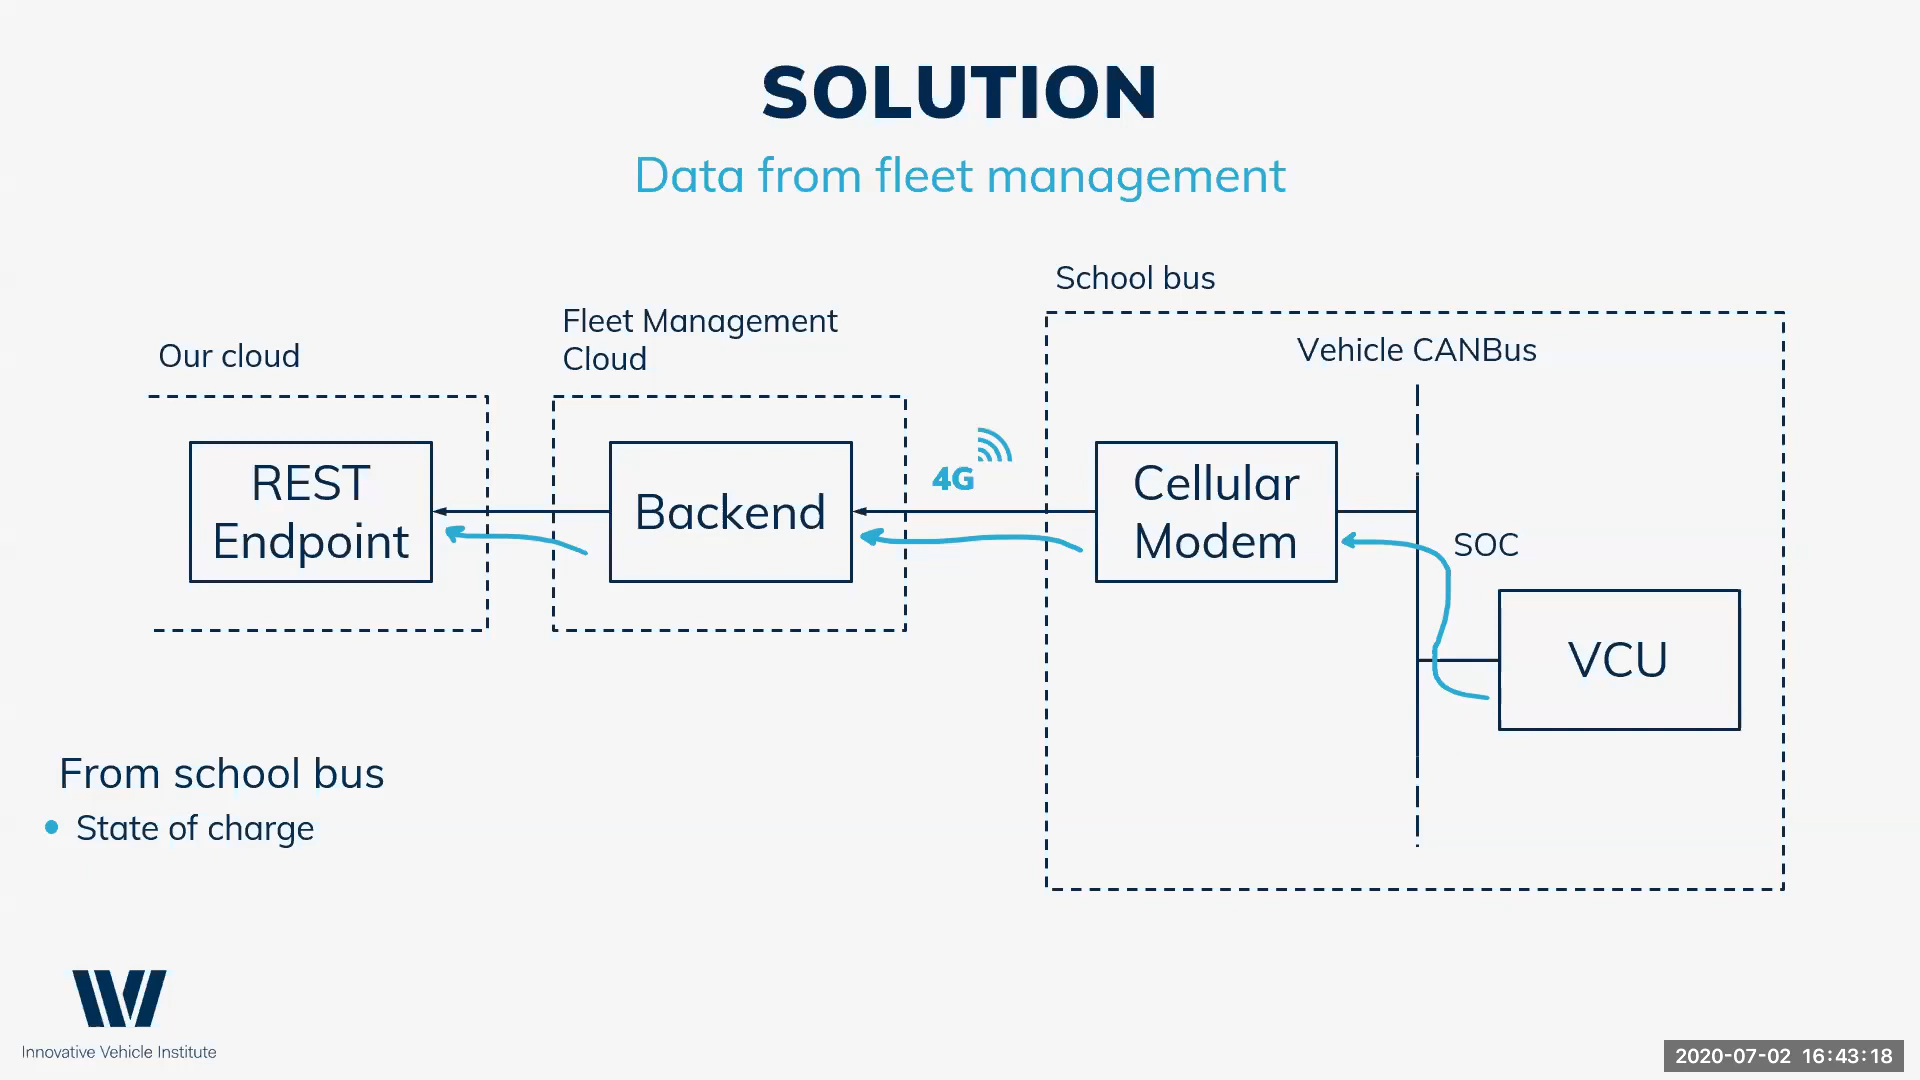 SOLUTION
Data from fleet management
School bus
Fleet Management
Cloud
Our cloud
Vehicle CANBus
4G
REST
Endpoint
Backend
Cellular
Modem
SOC
VCU
From school bus
State of charge
Innovative Vehicle Institute
2020-07-02 16:43:18